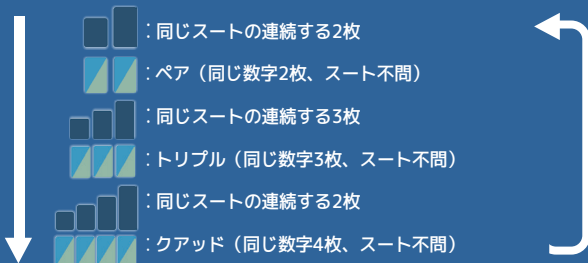 ：同じスートの連続する2枚
：ペア（同じ数字2枚、スート不問）
：同じスートの連続する3枚
：トリプル（同じ数字3枚、スート不問）
：同じスートの連続する2枚
：クアッド（同じ数字4枚、スート不問）